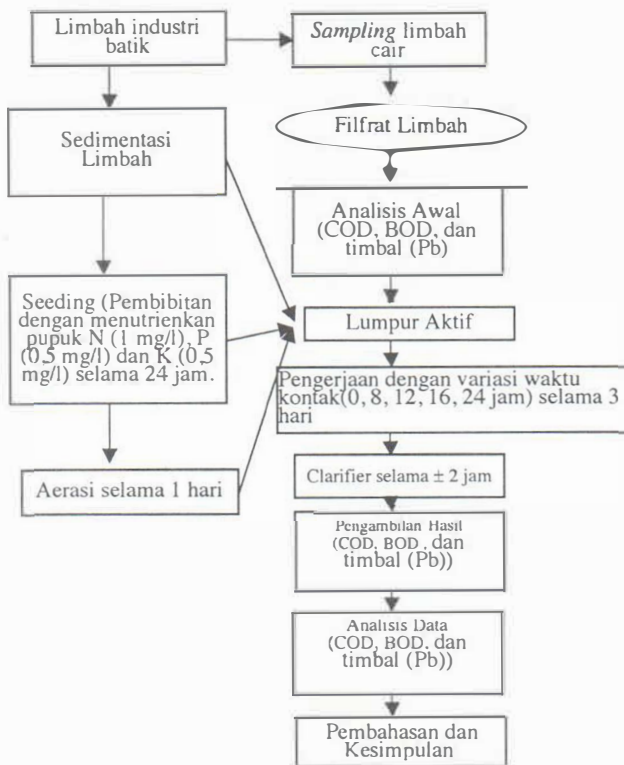 Limbah industri
batik
Sampling limbah
cair
Sedimentasi
Limbah
Filfrat Limbah
Analisis Awal
(COD, BOD, dan
timbal (Pb)
Seeding (Pembibitan
dengan menutrienkan
pupuk N (1 mg/l), P
(0,5 mg/l) dan K (0,5
mg/l) selama 24 jam.
Lumpur Aktif
Pengerjaan dengan variasi waktu
kontak(0, 8, 12, 16, 24 jam) selama 3
hari
Aerasi selama 1 hari
Clarifier selama ± 2 jam
Pengambilan Hasil
(COD, BOD , dan
timbal (Pb))
Analisis Data
(COD, BOD. dan
timbal (Pb))
Pembahasan dan
Kesimpulan